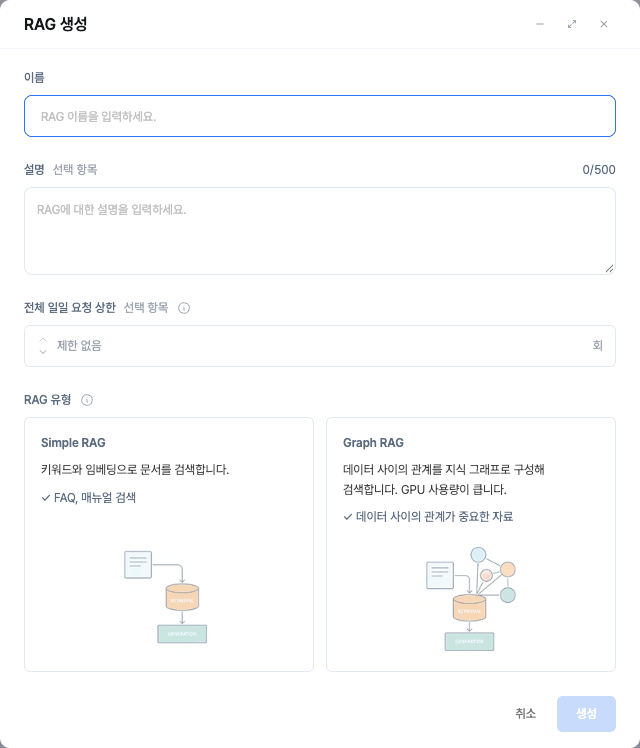 RAG 생성
이름
RAG 이름을 입력하세요.
설명 선택 항목 0/500
RAG에 대한 설명을 입력하세요.
전체 일일 요청 상한 선택 항목
제한 없음 회
RAG 유형
Simple RAG
키워드와 임베딩으로 문서를 검색합니다.
FAQ, 매뉴얼 검색
RETRIEVAL
GENERATION
Graph RAG
데이터 사이의 관계를 지식 그래프로 구성해
검색합니다. GPU 사용량이 큽니다.
데이터 사이의 관계가 중요한 자료
RETRIEVAL
GENERATION
취소 생성